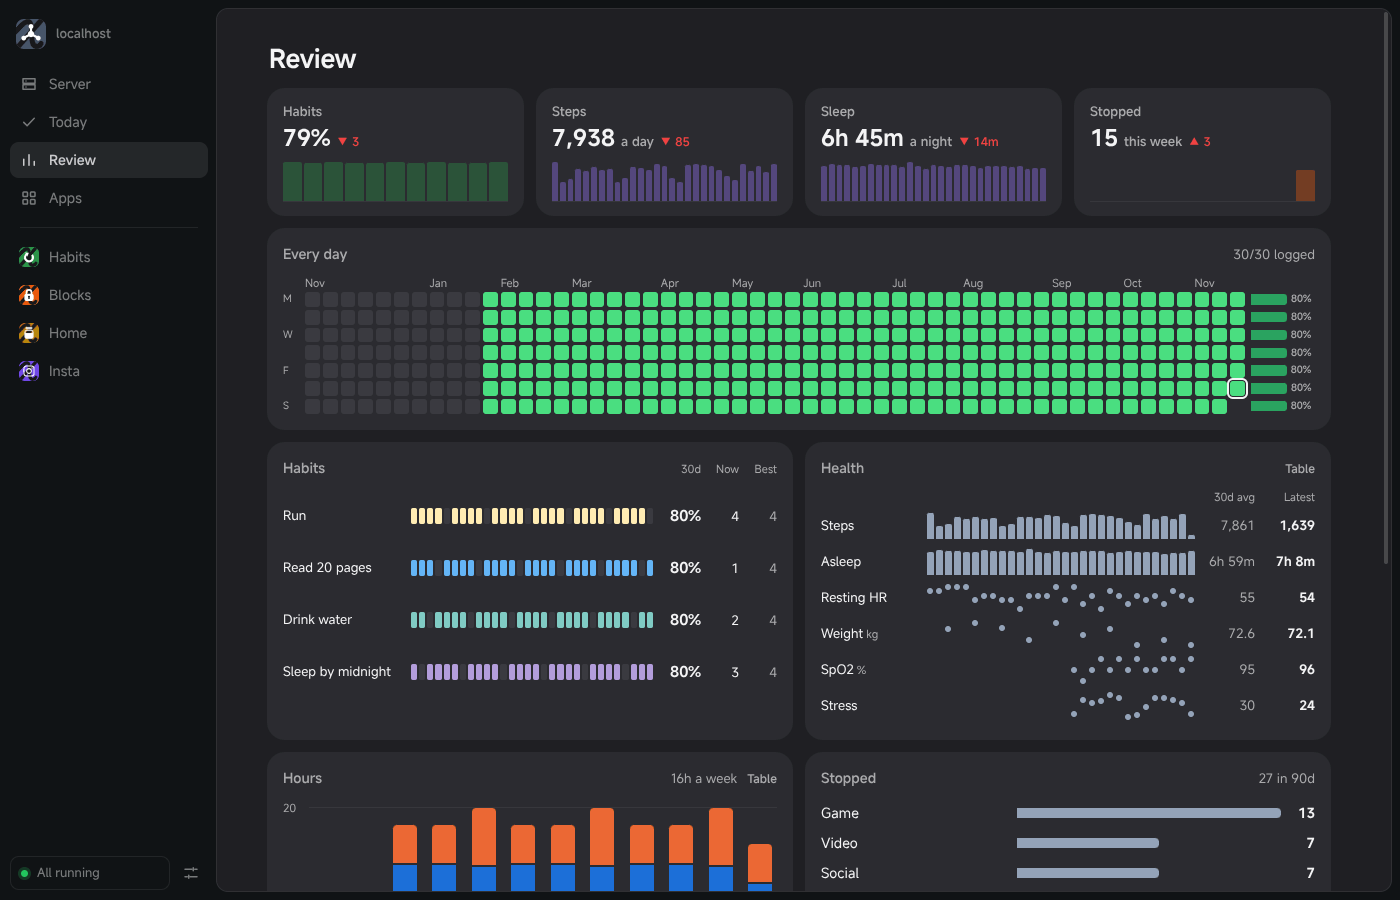 localhost
Server
Today
Review
Apps
Habits
Blocks
Home
Insta
All running
Review
Habits
79% ▼ 3
Steps
7,938 a day ▼ 85
Sleep
6h 45m a night ▼ 14m
Stopped
15 this week ▲ 3
Every day 30/30 logged
Nov Jan Feb Mar Apr May Jun Jul Aug Sep Oct Nov
M 80%
80%
W 80%
80%
F 80%
80%
S 80%
Habits 30d Now Best
Run 80% 4 4
Read 20 pages 80% 1 4
Drink water 80% 2 4
Sleep by midnight 80% 3 4
Health Table
30d avg Latest
Steps 7,861 1,639
Asleep 6h 59m 7h 8m
Resting HR 55 54
Weight kg 72.6 72.1
SpO2 % 95 96
Stress 30 24
Hours 16h a week Table
20
Stopped 27 in 90d
Game 13
Video 7
Social 7